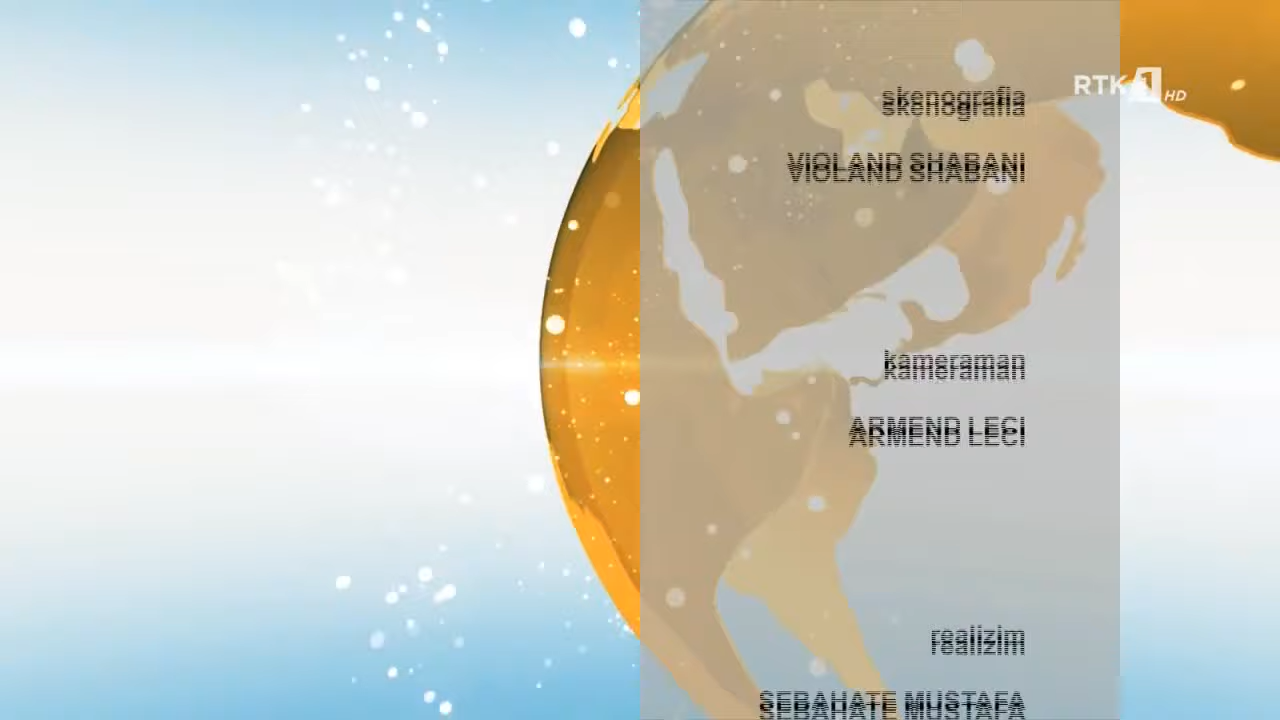 RTK 1 HD
skenografia
VIOLAND SHABANI
kameraman
ARMEND LECI
realizim
SEBAHATE MUSTAFA